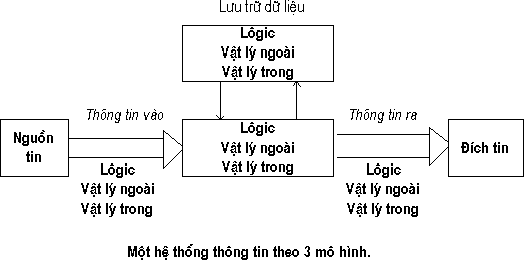 Lưu trữ dữ liệu
Lôgic
Vật lý ngoài
Vật lý trong
Thông tin vào
Thông tin ra
Nguồn
tin
Lôgic
Vật lý ngoài
Vật lý trong
Đích tin
Lôgic
Vật lý ngoài
Vật lý trong
Lôgic
Vật lý ngoài
Vật lý trong
Một hệ thống thông tin theo 3 mô hình.